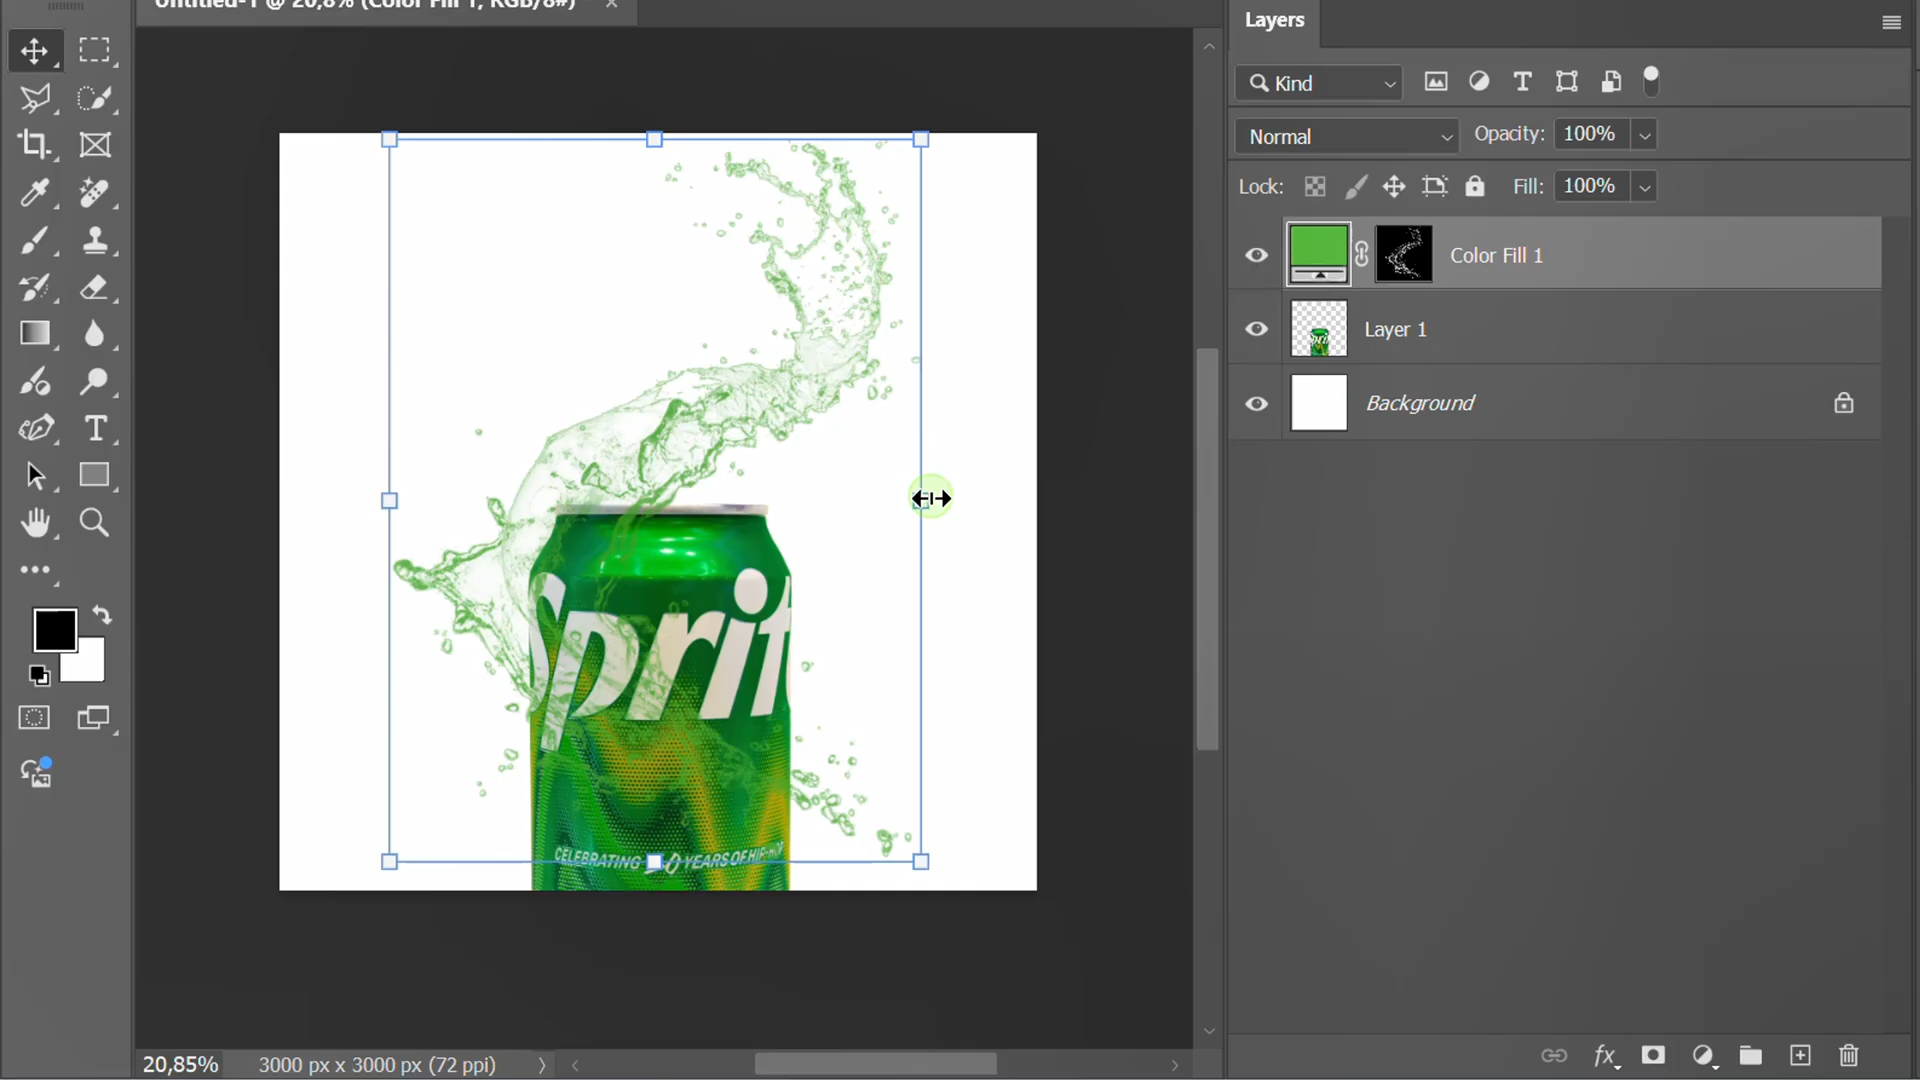 Untitled-1 @ 20,8% (Color Fill 1, RGB/8#) *
Layers
Kind
Normal
Opacity: 100%
Lock:
Fill: 100%
Color Fill 1
Layer 1
Background
Sprit
CELEBRATING 50 YEARS OF HIP-HOP
20,85%
3000 px x 3000 px (72 ppi)